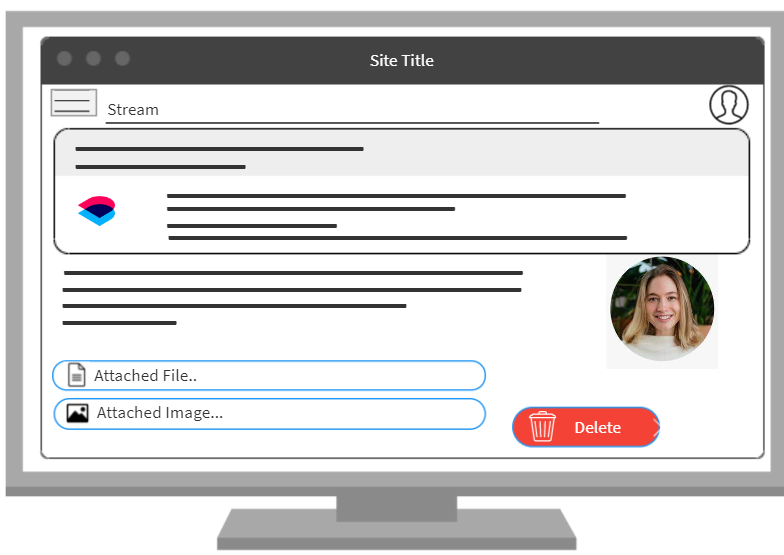 Site Title
Stream
Attached File..
Attached Image...
Delete